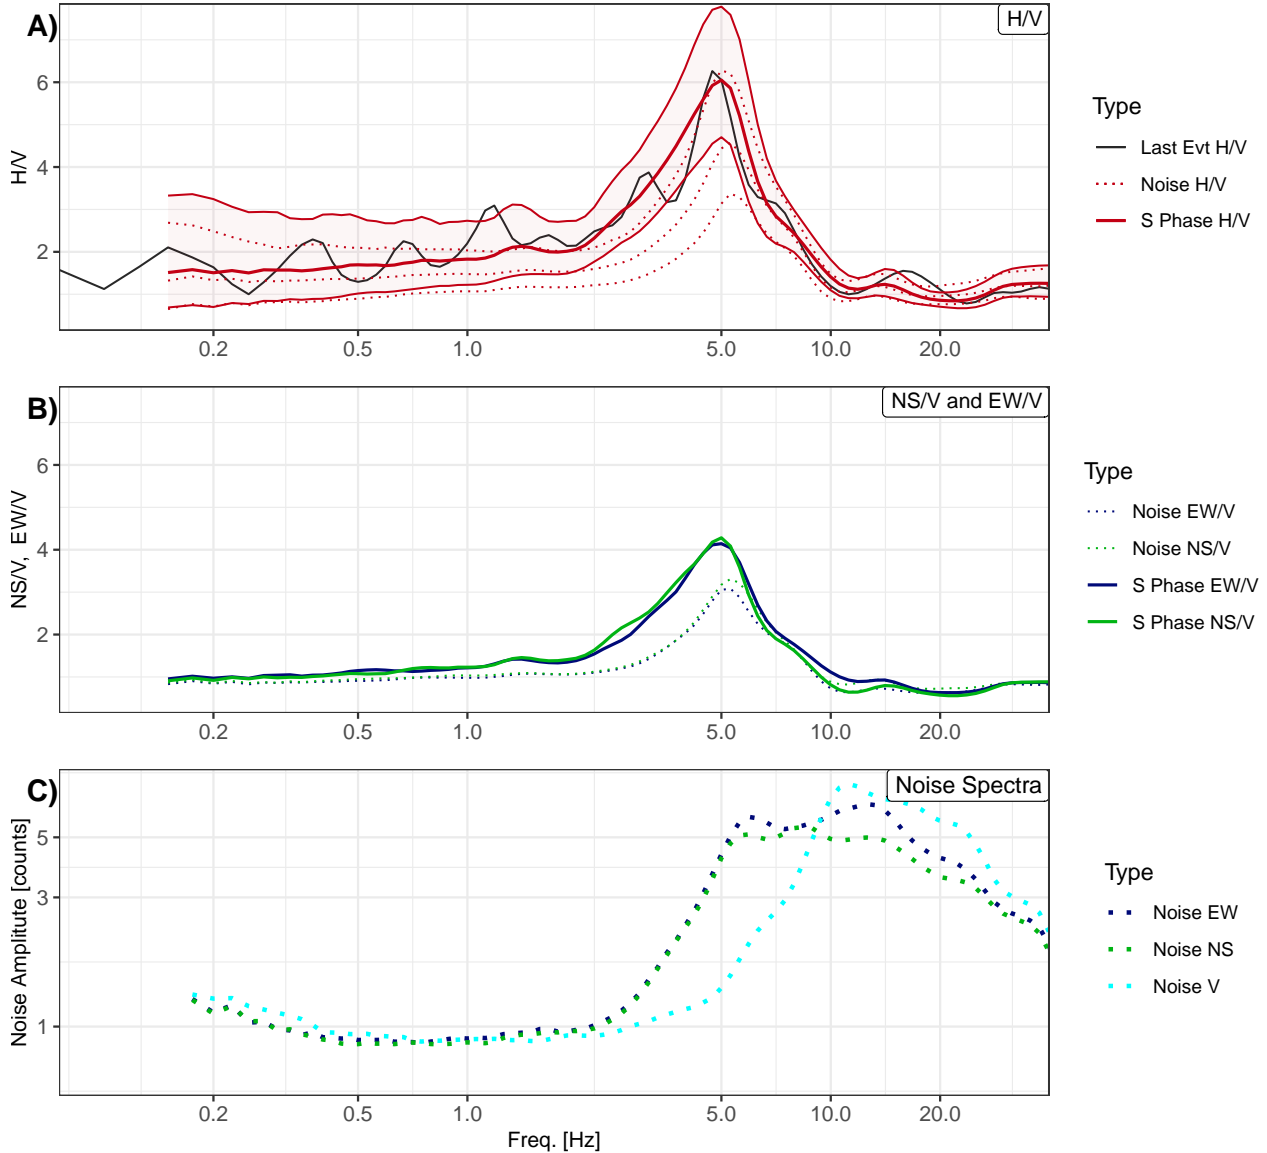 A)
H/V
H/V
6
4
2
0.2 0.5 1.0 5.0 10.0 20.0
Type
Last Evt H/V
Noise H/V
S Phase H/V
B)
NS/V and EW/V
NS/V, EW/V
6
4
2
0.2 0.5 1.0 5.0 10.0 20.0
Type
Noise EW/V
Noise NS/V
S Phase EW/V
S Phase NS/V
C)
Noise Spectra
Noise Amplitude [counts]
5
3
1
0.2 0.5 1.0 5.0 10.0 20.0
Freq. [Hz]
Type
Noise EW
Noise NS
Noise V